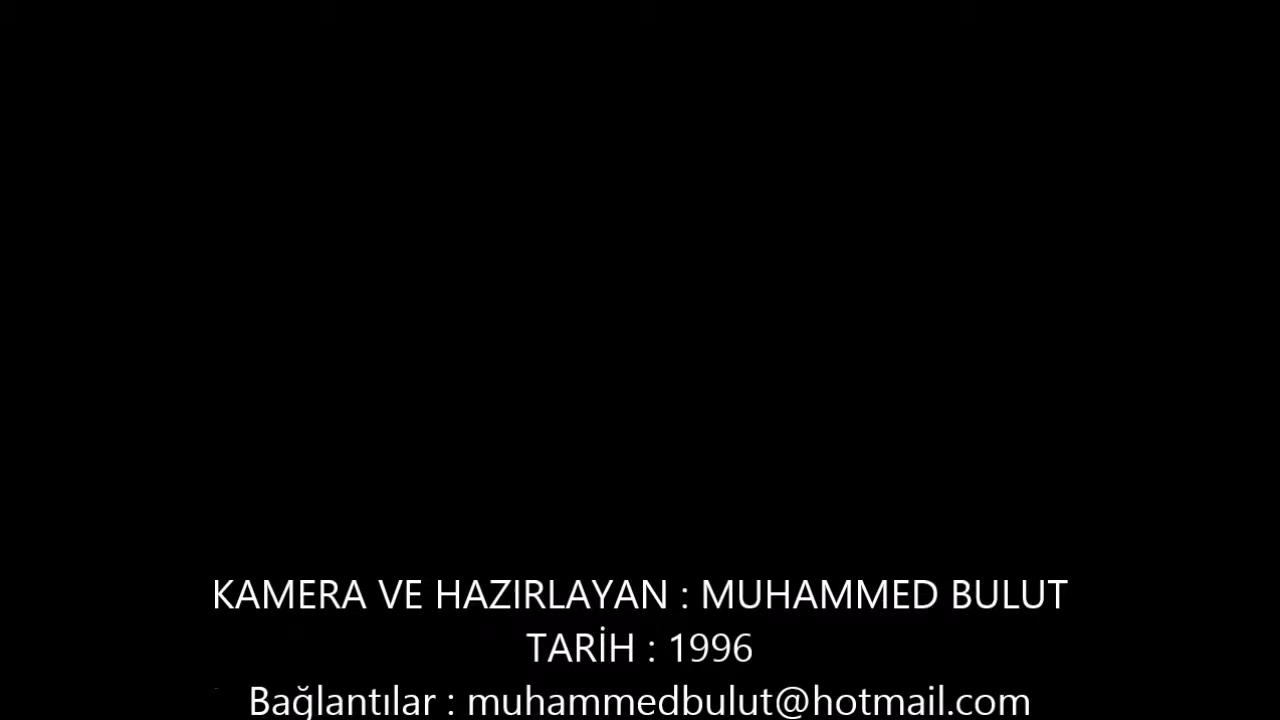 KAMERA VE HAZIRLAYAN : MUHAMMED BULUT
TARİH : 1996
Bağlantılar : muhammedbulut@hotmail.com